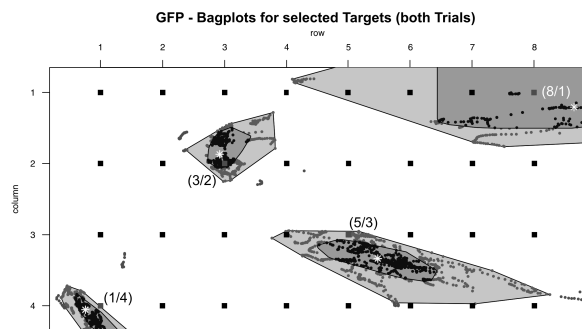 GFP - Bagplots for selected Targets (both Trials)
row
1 2 3 4 5 6 7 8
column
1
2
3
4
(8/1)
(3/2)
(5/3)
(1/4)